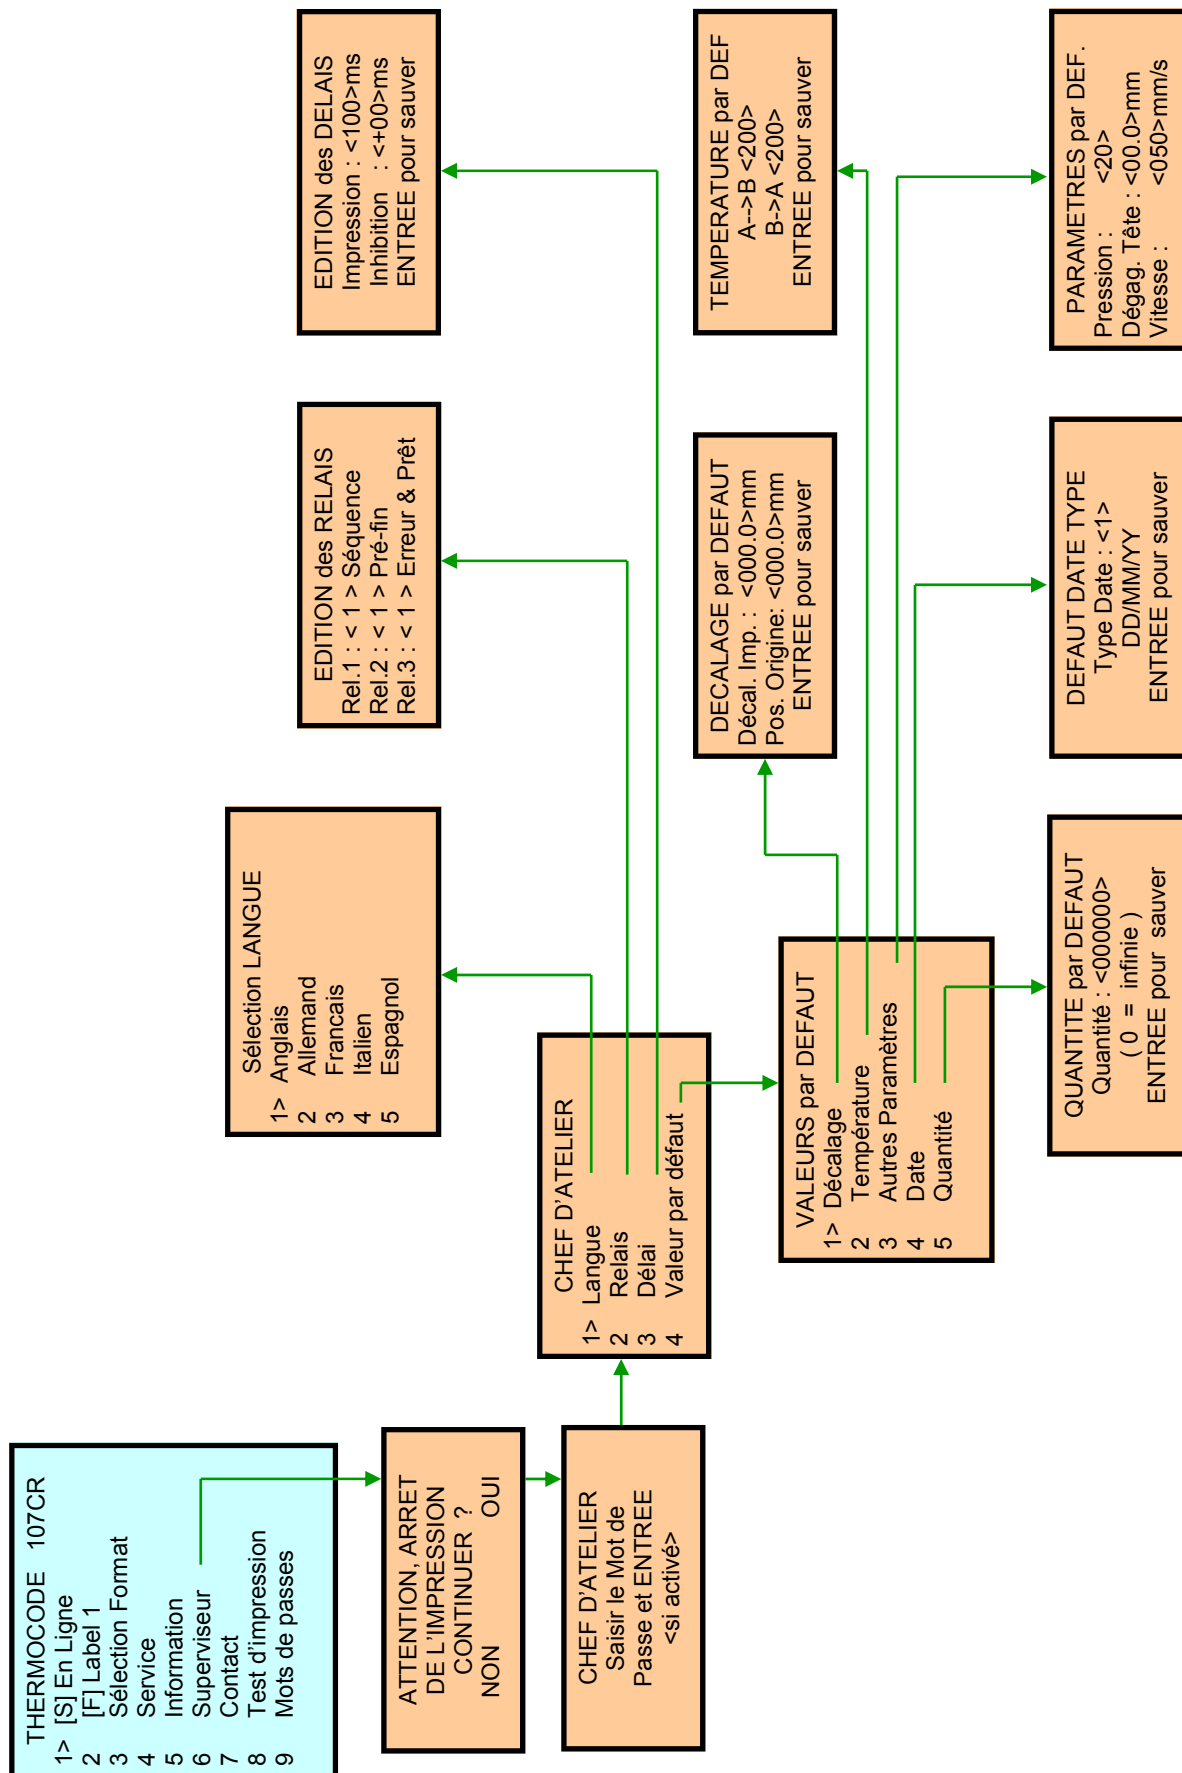 THERMOCODE 107CR
1> [S] En Ligne
2 [F] Label 1
3 Sélection Format
4 Service
5 Information
6 Superviseur
7 Contact
8 Test d'impression
9 Mots de passes
ATTENTION, ARRET
DE L'IMPRESSION
CONTINUER ?
NON OUI
CHEF D'ATELIER
Saisir le Mot de
Passe et ENTREE
<si activé>
CHEF D'ATELIER
1> Langue
2 Relais
3 Délai
4 Valeur par défaut
Sélection LANGUE
1> Anglais
2 Allemand
3 Francais
4 Italien
5 Espagnol
EDITION des RELAIS
Rel.1 : < 1 > Séquence
Rel.2 : < 1 > Pré-fin
Rel.3 : < 1 > Erreur & Prêt
EDITION des DELAIS
Impression : <100>ms
Inhibition : <+00>ms
ENTREE pour sauver
VALEURS par DEFAUT
1> Décalage
2 Température
3 Autres Paramètres
4 Date
5 Quantité
DECALAGE par DEFAUT
Décal. Imp. : <000.0>mm
Pos. Origine: <000.0>mm
ENTREE pour sauver
TEMPERATURE par DEF
A-->B <200>
B->A <200>
ENTREE pour sauver
QUANTITE par DEFAUT
Quantité : <000000>
( 0 = infinie )
ENTREE pour sauver
DEFAUT DATE TYPE
Type Date : <1>
DD/MM/YY
ENTREE pour sauver
PARAMETRES par DEF.
Pression : <20>
Dégag. Tête : <00.0>mm
Vitesse : <050>mm/s